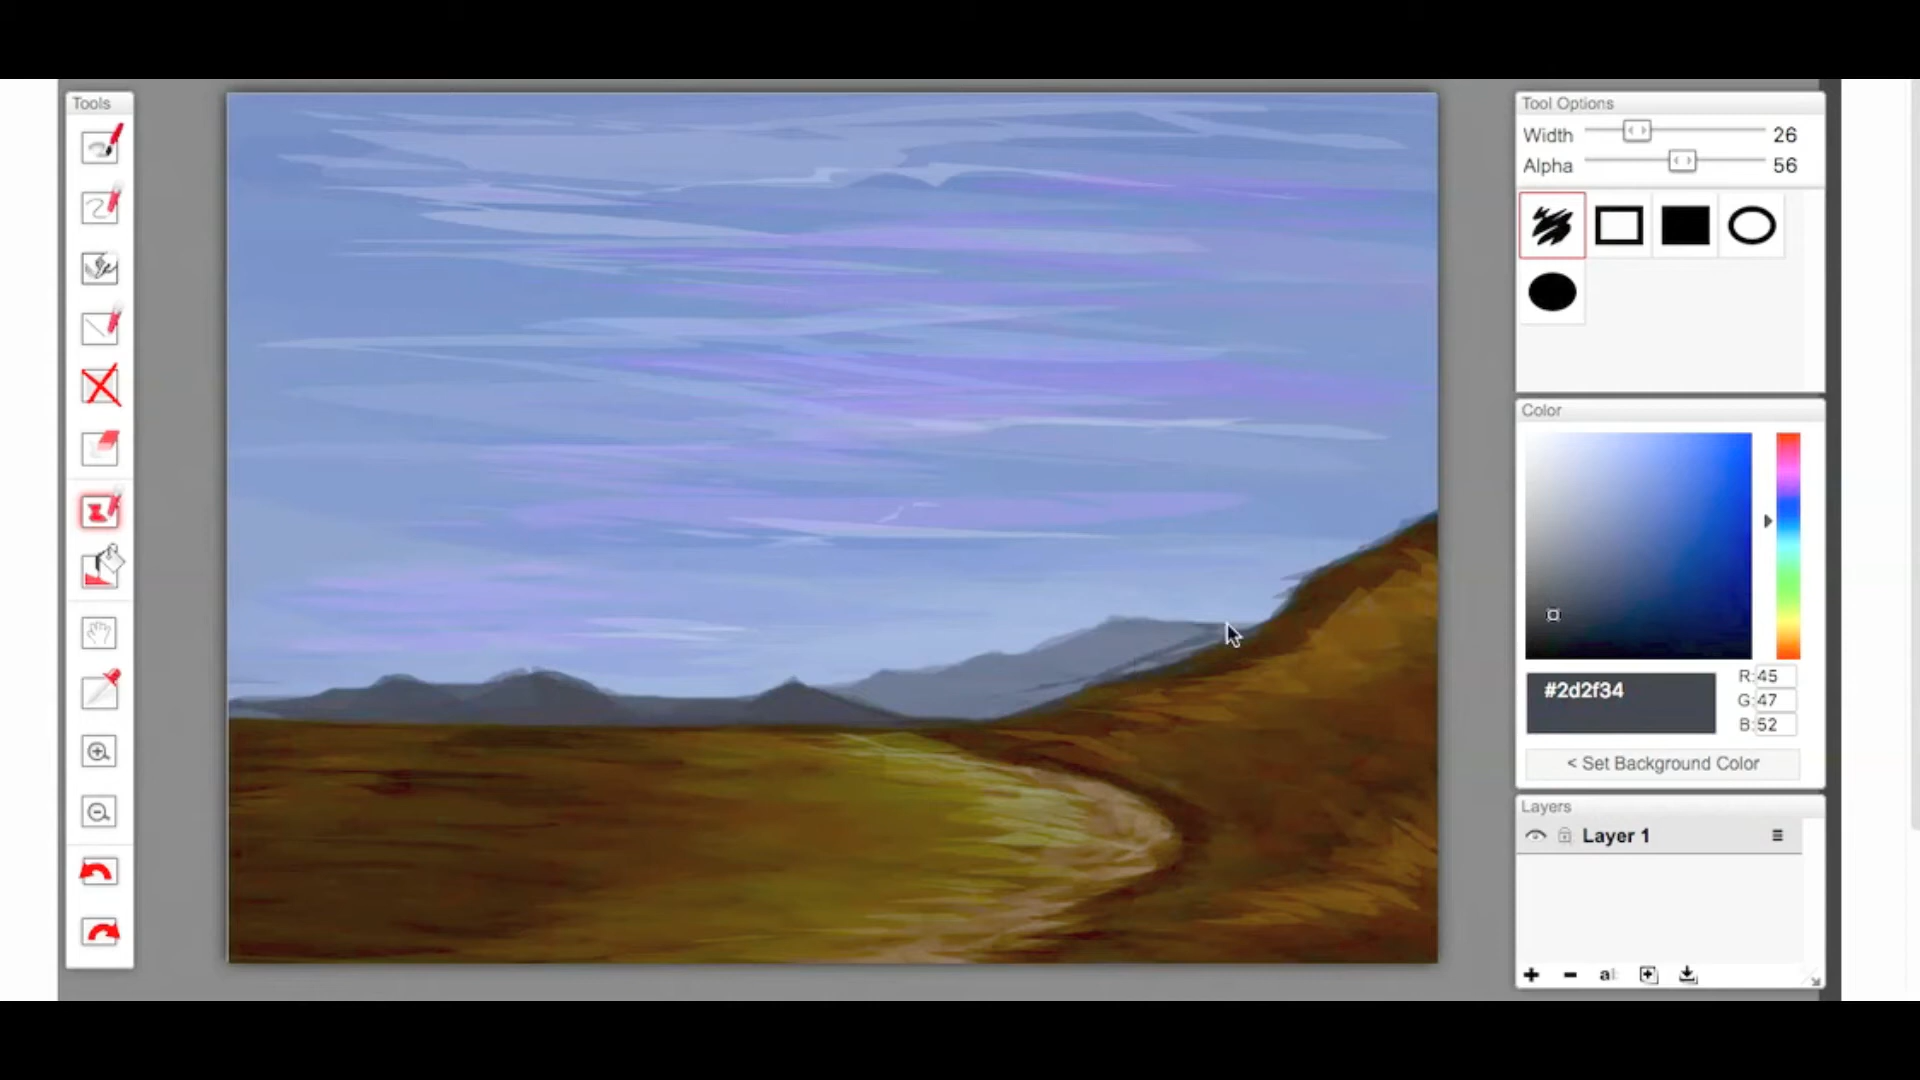 Tools
Tool Options
Width 26
Alpha 56
Color
#2d2f34
R: 45
G: 47
B: 52
< Set Background Color
Layers
Layer 1